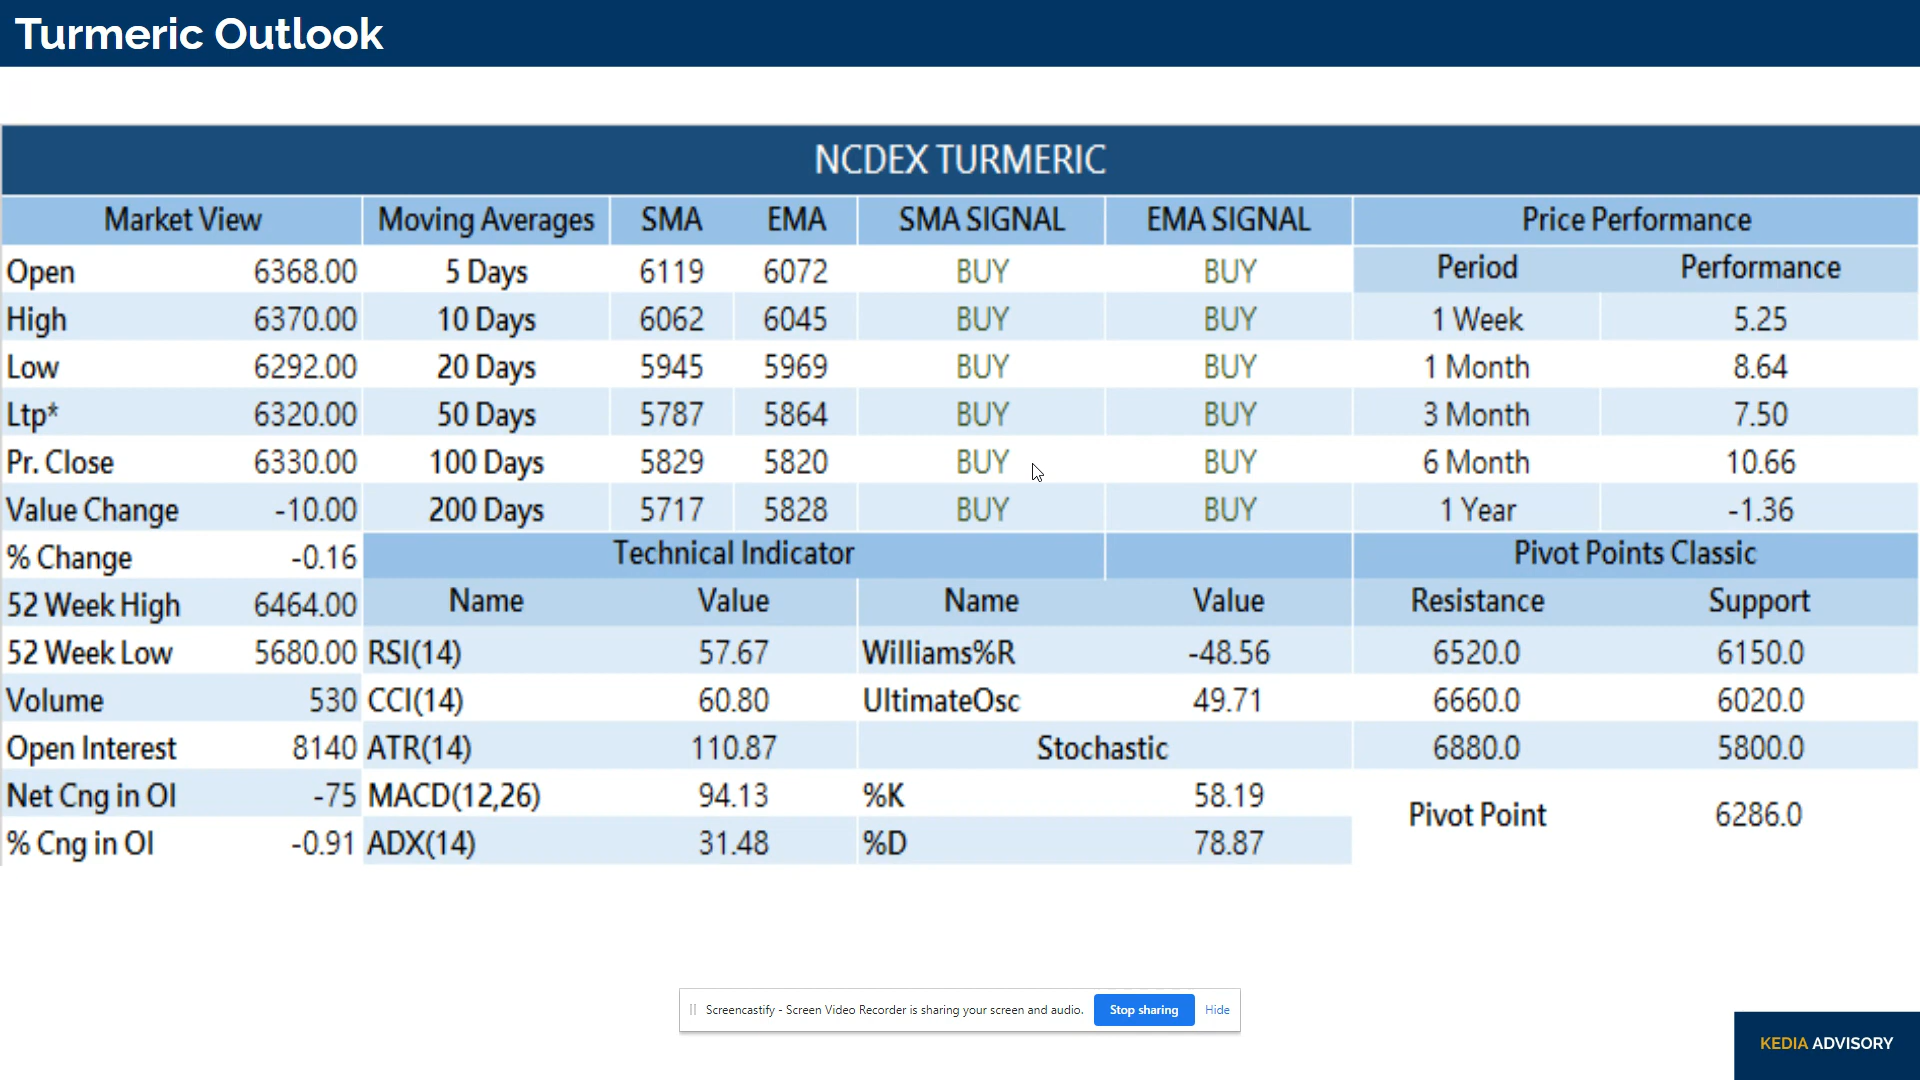 Turmeric Outlook
NCDEX TURMERIC
Market View Moving Averages SMA EMA SMA SIGNAL EMA SIGNAL Price Performance
Open 6368.00 5 Days 6119 6072 BUY BUY Period Performance
High 6370.00 10 Days 6062 6045 BUY BUY 1 Week 5.25
Low 6292.00 20 Days 5945 5969 BUY BUY 1 Month 8.64
Ltp* 6320.00 50 Days 5787 5864 BUY BUY 3 Month 7.50
Pr. Close 6330.00 100 Days 5829 5820 BUY BUY 6 Month 10.66
Value Change -10.00 200 Days 5717 5828 BUY BUY 1 Year -1.36
% Change -0.16 Technical Indicator Pivot Points Classic
52 Week High 6464.00 Name Value Name Value Resistance Support
52 Week Low 5680.00 RSI(14) 57.67 Williams%R -48.56 6520.0 6150.0
Volume 530 CCI(14) 60.80 UltimateOsc 49.71 6660.0 6020.0
Open Interest 8140 ATR(14) 110.87 Stochastic 6880.0 5800.0
Net Cng in OI -75 MACD(12,26) 94.13 %K 58.19 Pivot Point 6286.0
% Cng in OI -0.91 ADX(14) 31.48 %D 78.87
Screencastify - Screen Video Recorder is sharing your screen and audio. Stop sharing Hide
KEDIA ADVISORY